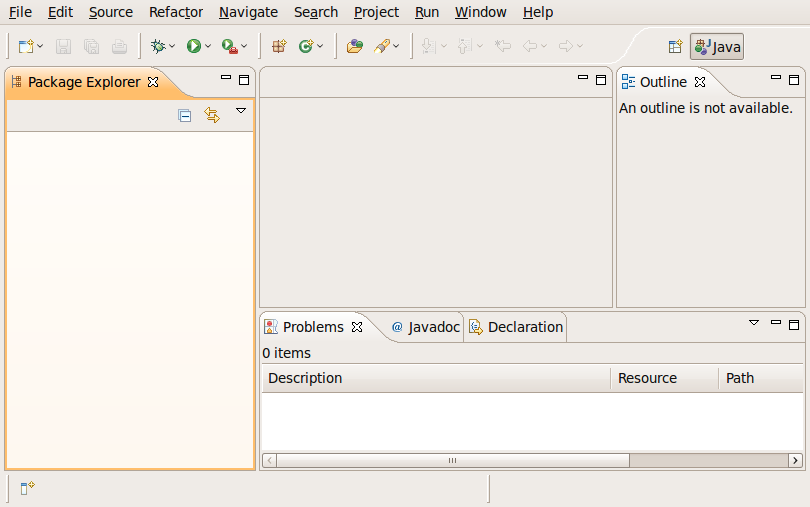 File Edit Source Refactor Navigate Search Project Run Window Help
Java
Package Explorer
Outline
An outline is not available.
Problems @ Javadoc Declaration
0 items
Description Resource Path